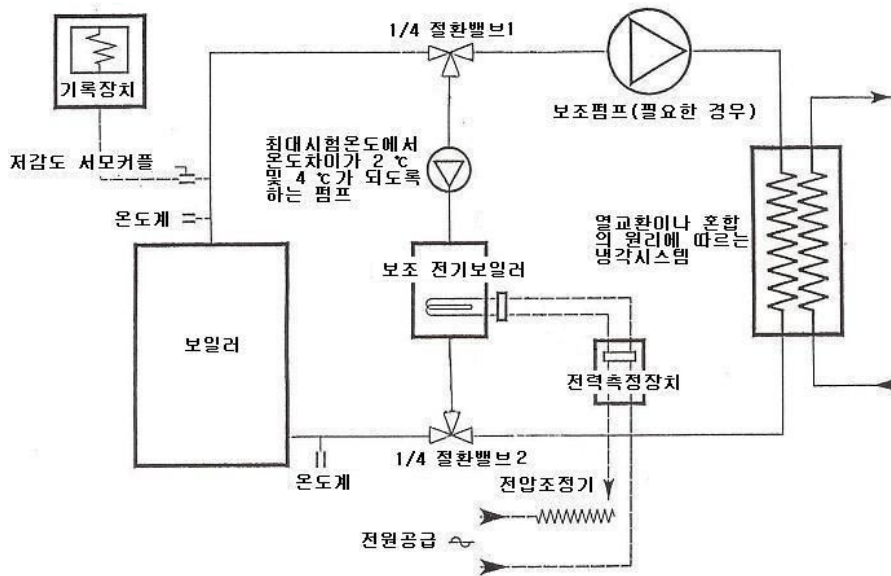 1/4 절환밸브1
기록장치
보조펌프(필요한 경우)
저감도 서모커플
최대시험온도에서
온도차이가 2 ℃
및 4 ℃가 되도록
하는 펌프
온도계
열교환이나 혼합
의 원리에 따르는
냉각시스템
보조 전기보일러
보일러
전력측정장치
1/4 절환밸브2
온도계
전압조정기
전원공급